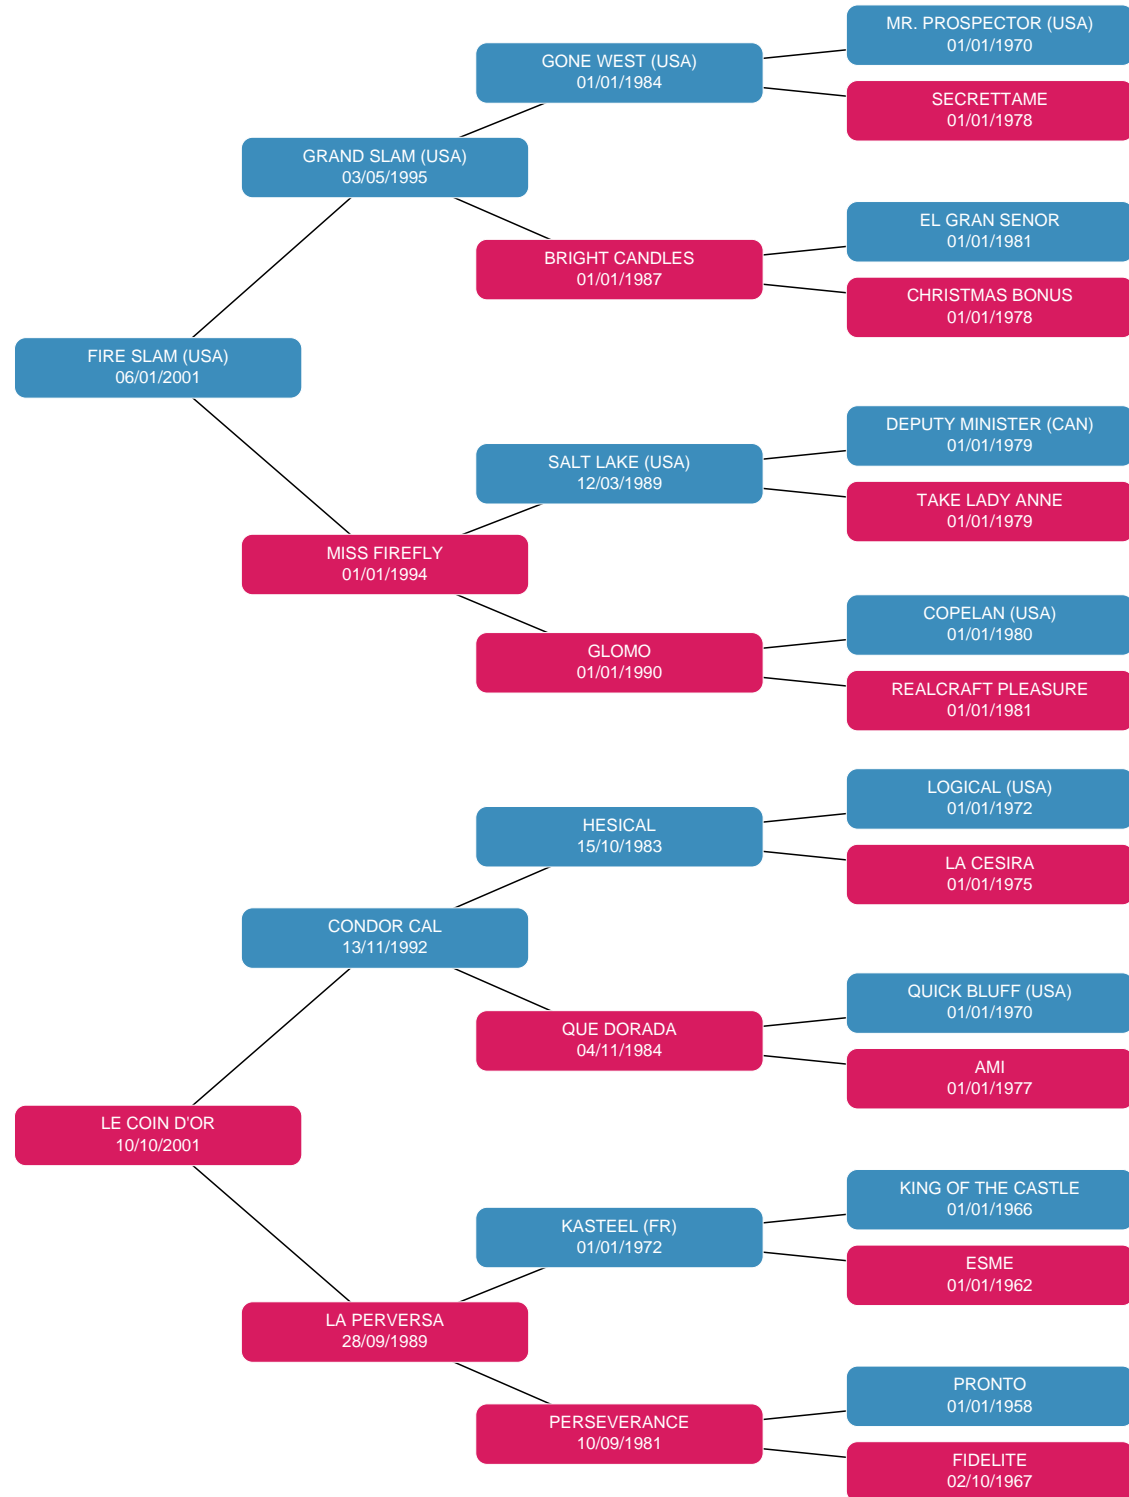 MR. PROSPECTOR (USA)
01/01/1970
GONE WEST (USA)
01/01/1984
SECRETTAME
01/01/1978
GRAND SLAM (USA)
03/05/1995
EL GRAN SENOR
01/01/1981
BRIGHT CANDLES
01/01/1987
CHRISTMAS BONUS
01/01/1978
FIRE SLAM (USA)
06/01/2001
DEPUTY MINISTER (CAN)
01/01/1979
SALT LAKE (USA)
12/03/1989
TAKE LADY ANNE
01/01/1979
MISS FIREFLY
01/01/1994
COPELAN (USA)
01/01/1980
GLOMO
01/01/1990
REALCRAFT PLEASURE
01/01/1981
LOGICAL (USA)
01/01/1972
HESICAL
15/10/1983
LA CESIRA
01/01/1975
CONDOR CAL
13/11/1992
QUICK BLUFF (USA)
01/01/1970
QUE DORADA
04/11/1984
AMI
01/01/1977
LE COIN D'OR
10/10/2001
KING OF THE CASTLE
01/01/1966
KASTEEL (FR)
01/01/1972
ESME
01/01/1962
LA PERVERSA
28/09/1989
PRONTO
01/01/1958
PERSEVERANCE
10/09/1981
FIDELITE
02/10/1967